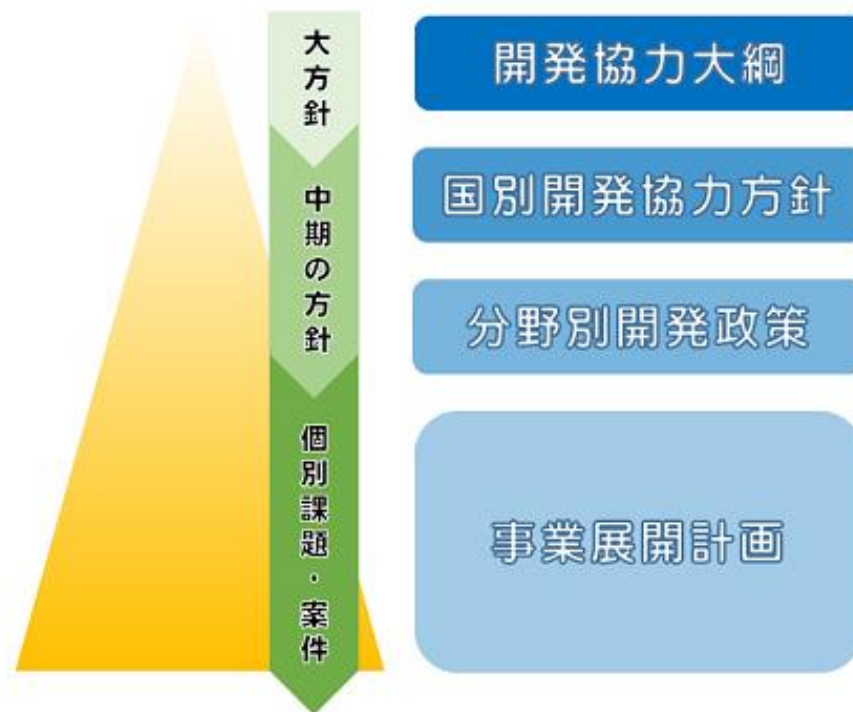 大方針
開発協力大綱
中期の方針
国別開発協力方針
分野別開発政策
個別課題・案件
事業展開計画